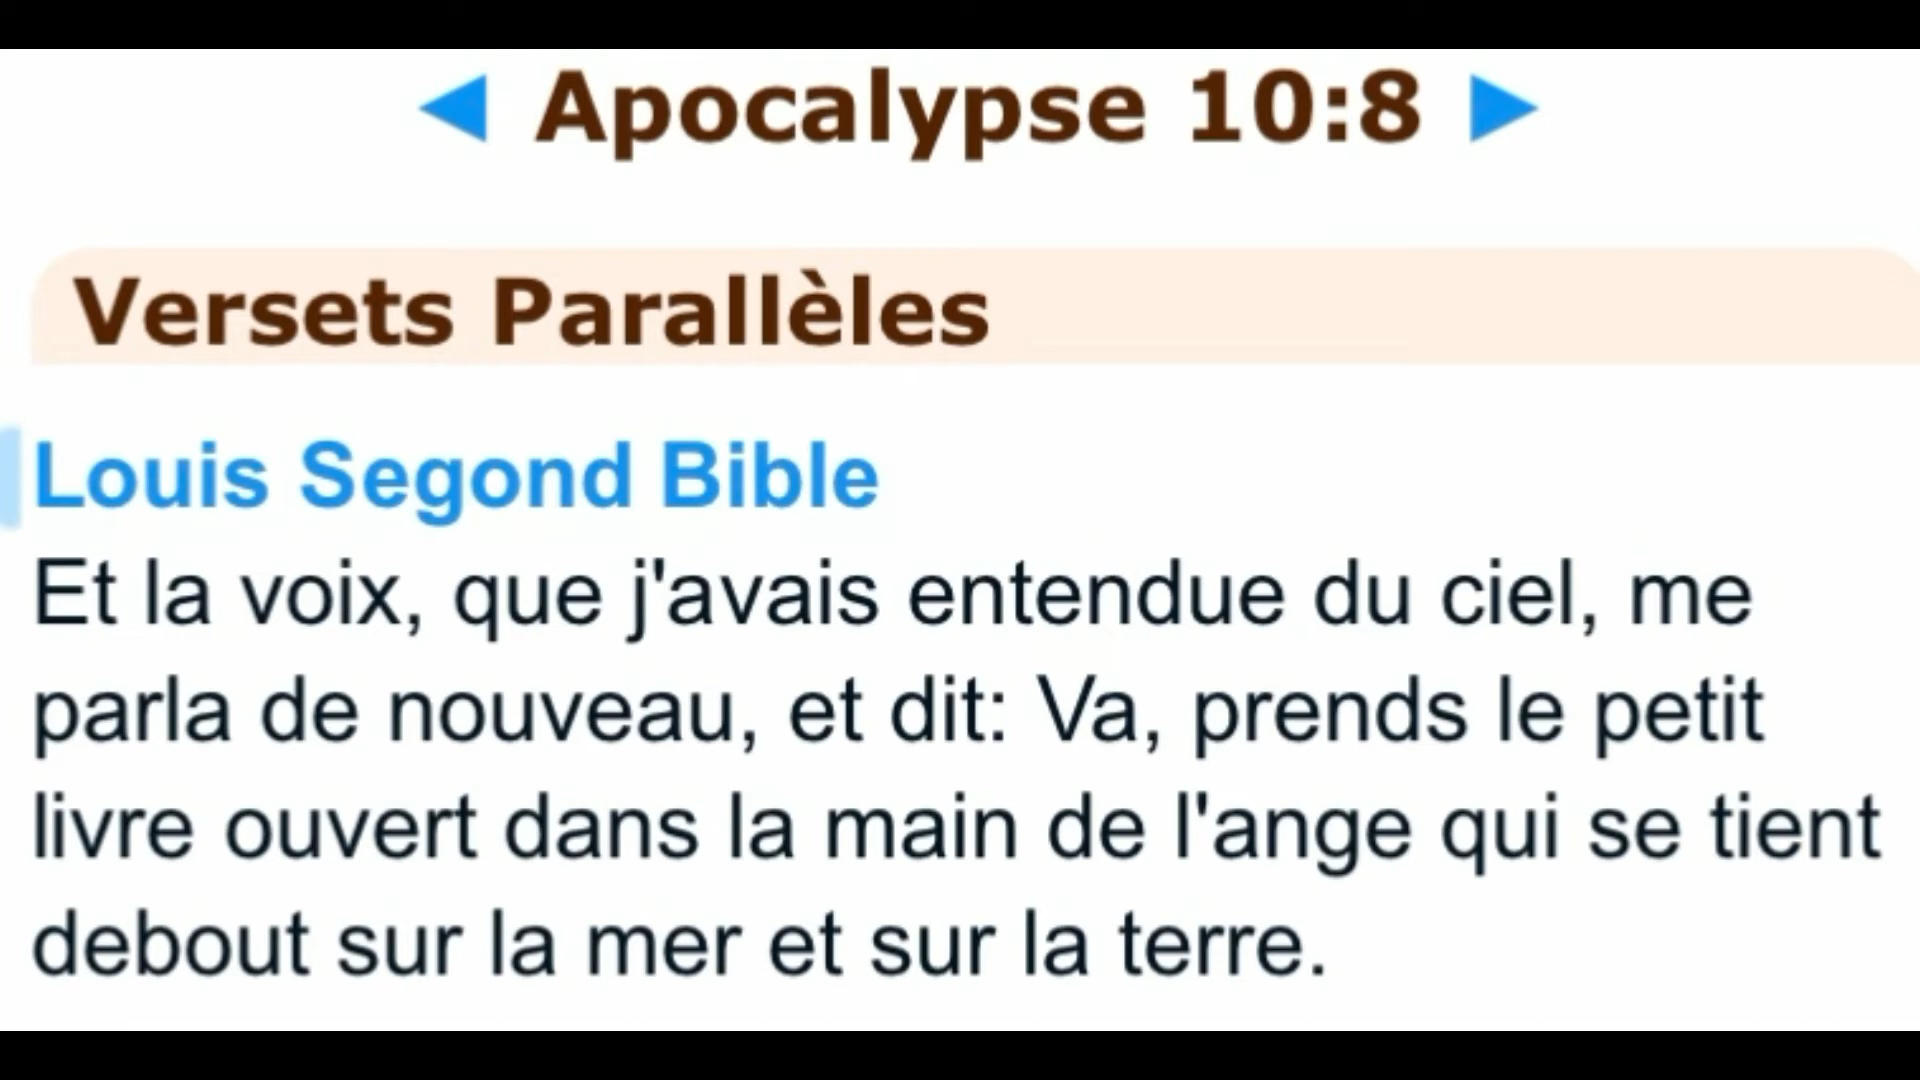 Apocalypse 10:8
Versets Parallèles
Louis Segond Bible
Et la voix, que j'avais entendue du ciel, me
parla de nouveau, et dit: Va, prends le petit
livre ouvert dans la main de l'ange qui se tient
debout sur la mer et sur la terre.